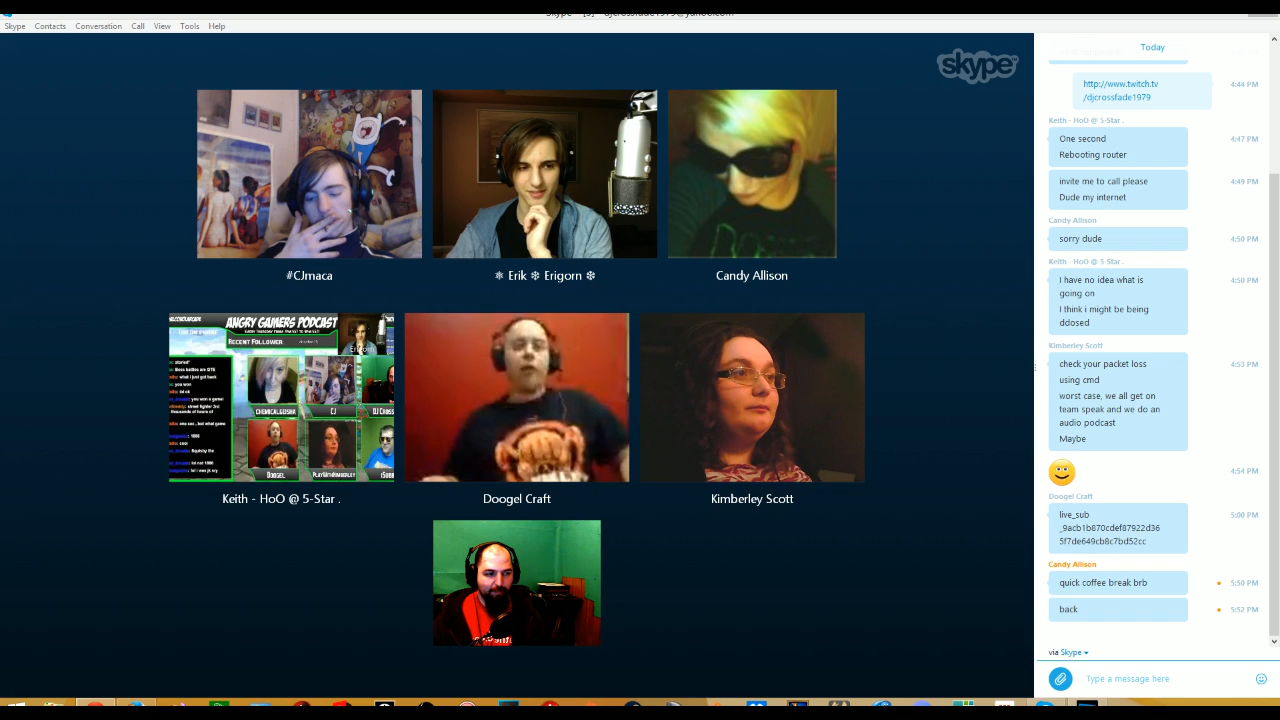 Skype Contacts Conversation Call View Tools Help
skype
#CJmaca
❄ Erik ❄ Erigorn ❄
Candy Allison
ANGRY GAMERS PODCAST
RECENT FOLLOWER:
CHEMICALGEISHA
CJ
DOOGEL
Keith - HoO @ 5-Star .
Doogel Craft
Kimberley Scott
Today
http://www.twitch.tv
/djcrossfade1979
4:44 PM
Keith - HoO @ 5-Star .
One second
4:47 PM
Rebooting router
invite me to call please
4:49 PM
Dude my internet
Candy Allison
sorry dude
4:50 PM
Keith - HoO @ 5-Star .
I have no idea what is
4:50 PM
going on
I think i might be being
ddosed
Kimberley Scott
check your packet loss
4:53 PM
using cmd
worst case, we all get on
team speak and we do an
audio podcast
Maybe
4:54 PM
Doogel Craft
live_sub
5:00 PM
_9acb1b870cdef87922d36
5f7de649cb8c7bd52cc
Candy Allison
quick coffee break brb
5:50 PM
back
5:52 PM
via Skype
Type a message here